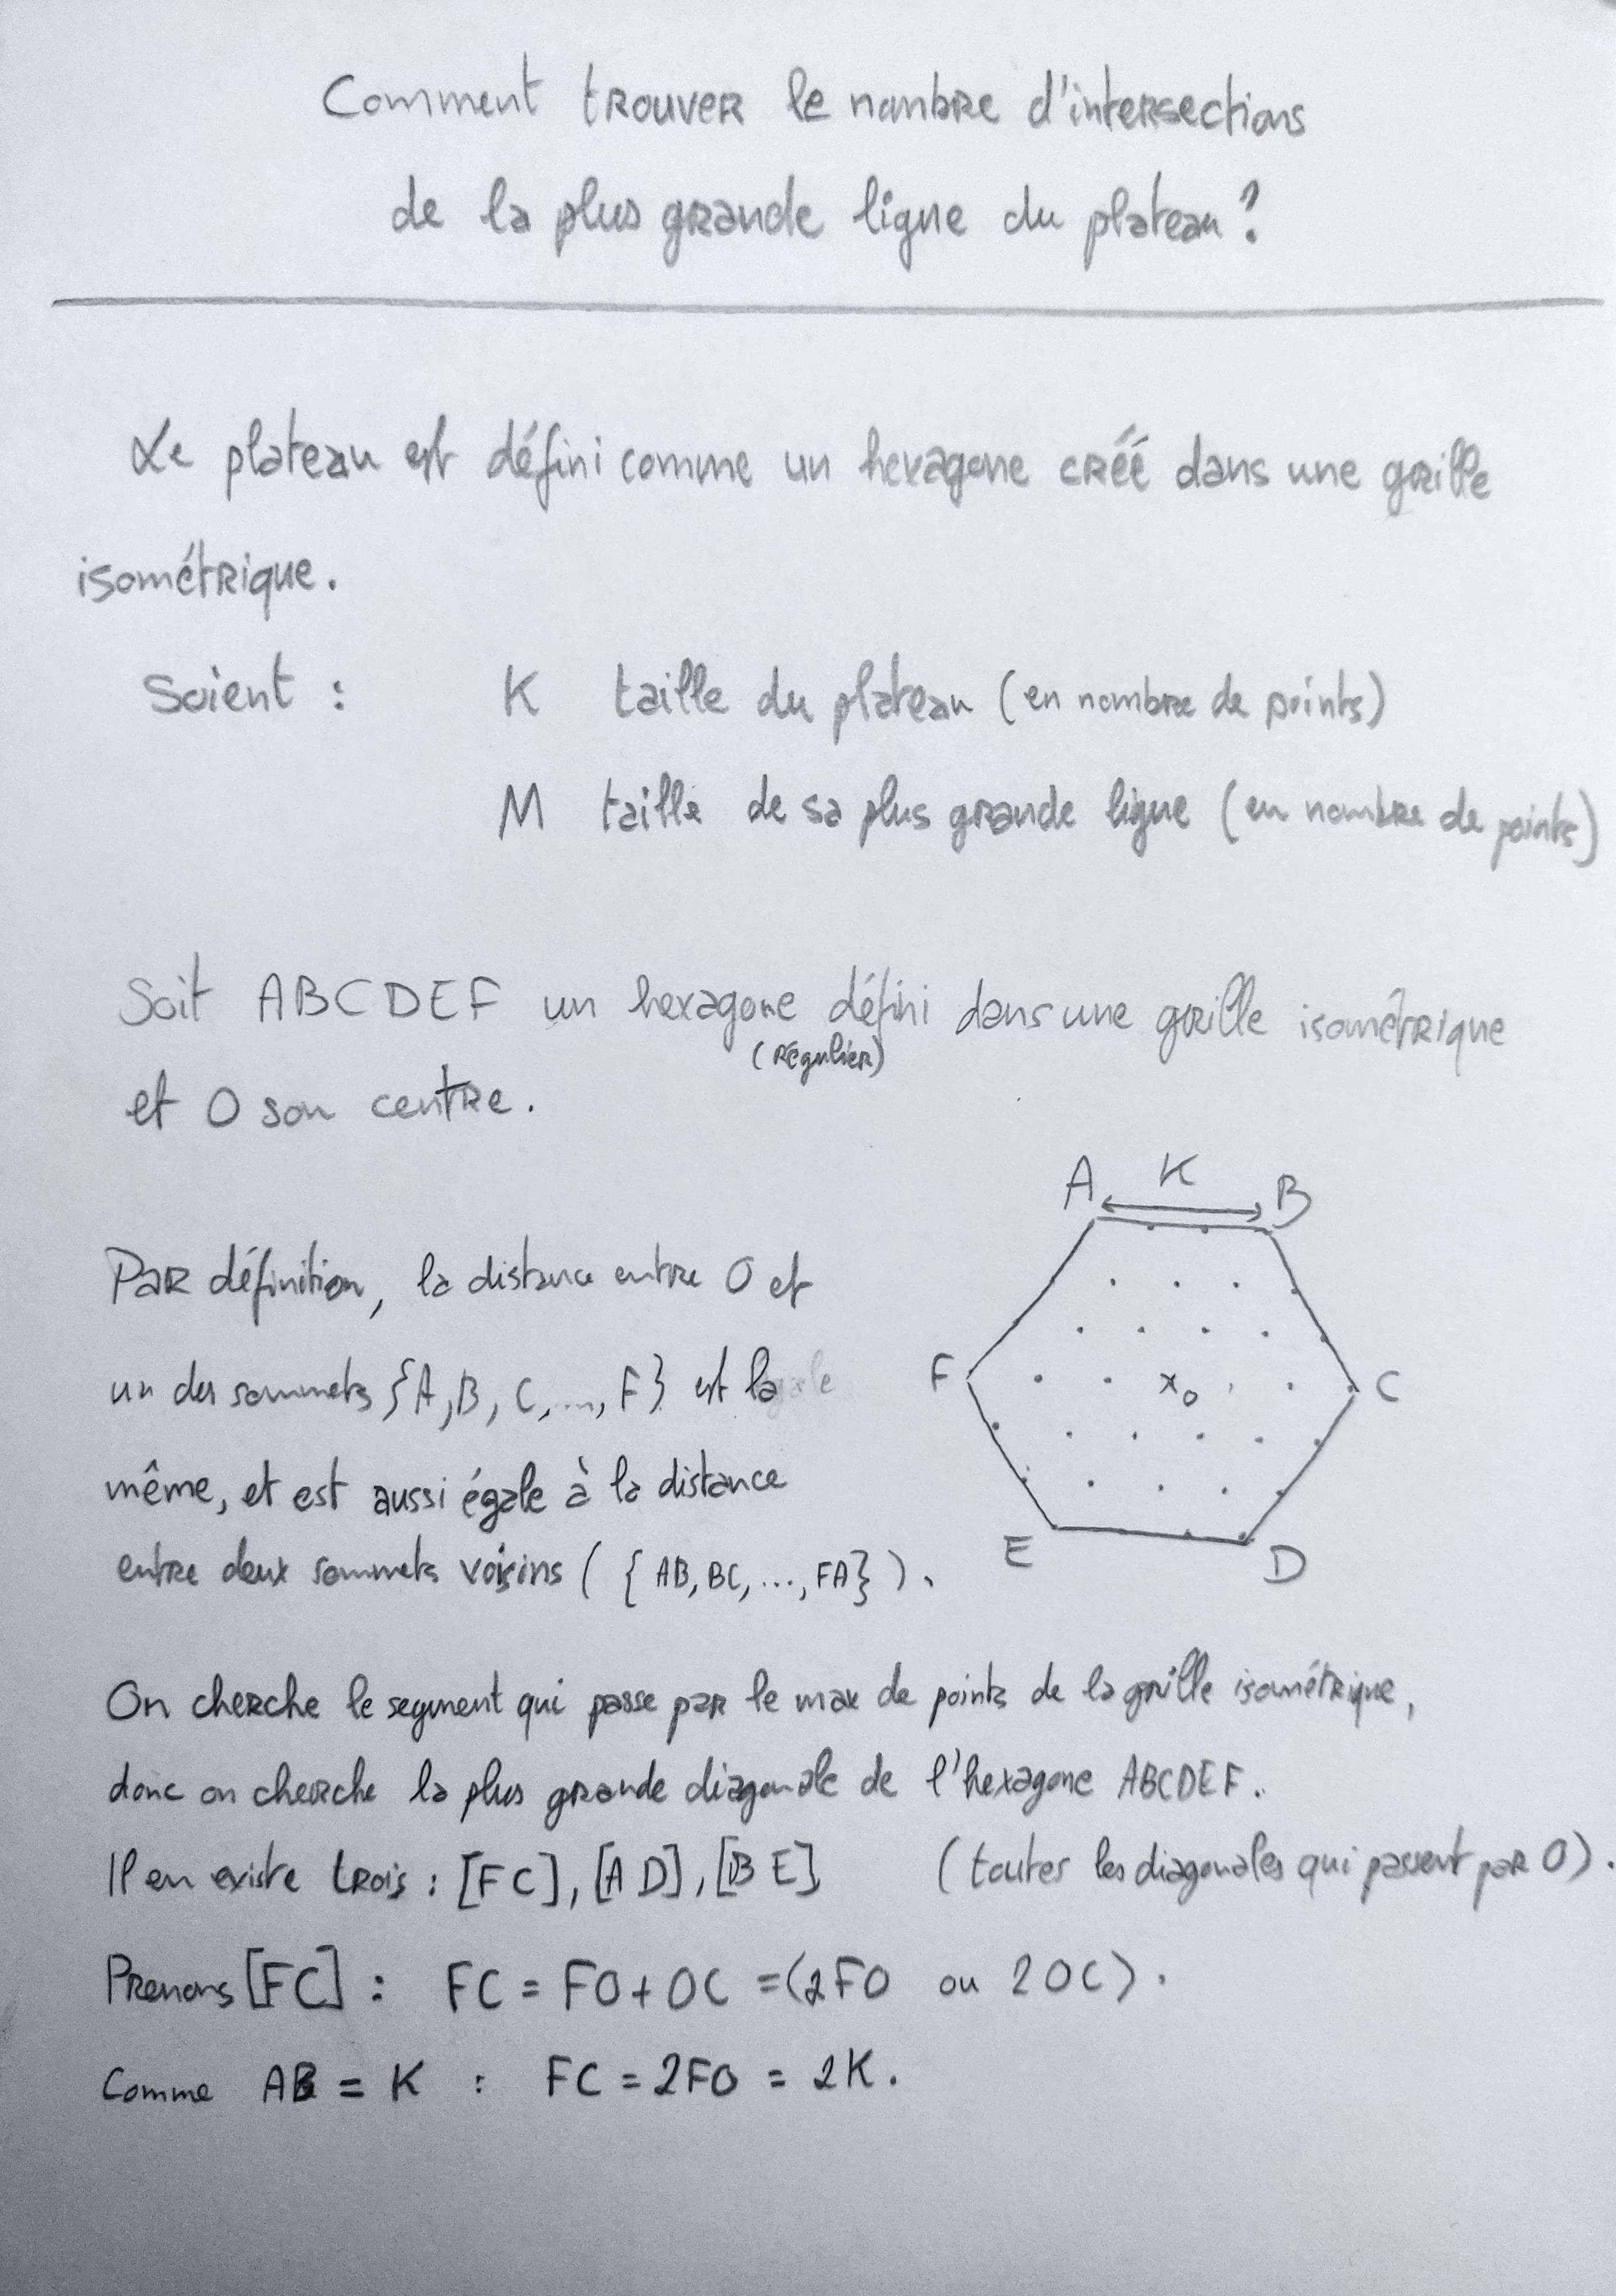 Comment trouver le nombre d'intersections
de la plus grande ligne du plateau ?
Le plateau est défini comme un hexagone créé dans une grille
isométrique.
Soient : K taille du plateau (en nombre de points)
M taille de sa plus grande ligne (en nombre de points)
Soit ABCDEF un hexagone défini dans une grille isométrique
(régulier)
et O son centre.
A K B
Par définition, la distance entre O et
un des sommets {A, B, C, ..., F} est la
F x O C
même, et est aussi égale à la distance
E D
entre deux sommets voisins ( { AB, BC, ..., FA} ).
On cherche le segment qui passe par le max de points de la grille isométrique,
donc on cherche la plus grande diagonale de l'hexagone ABCDEF.
Il en existe trois : [FC], [AD], [BE] (toutes les diagonales qui passent par O).
Prenons [FC] : FC = FO + OC = (2FO ou 2OC).
Comme AB = K : FC = 2FO = 2K.